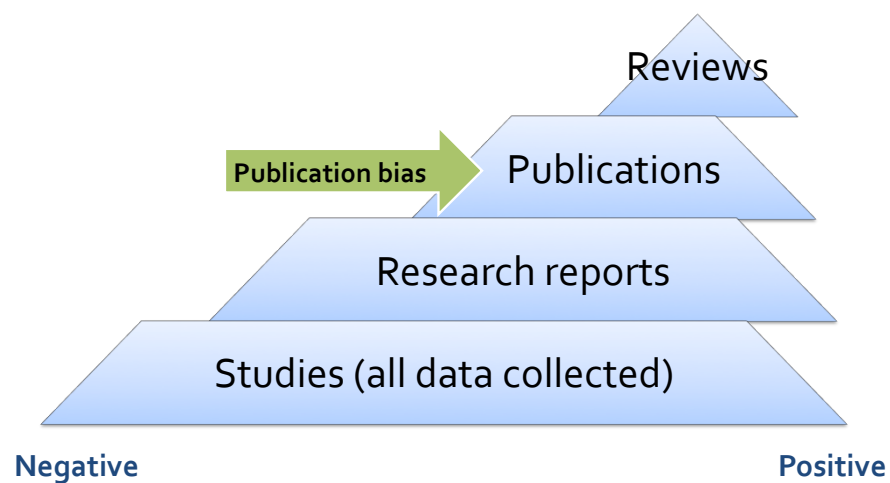 Reviews
Publication bias
Publications
Research reports
Studies (all data collected)
Negative
Positive